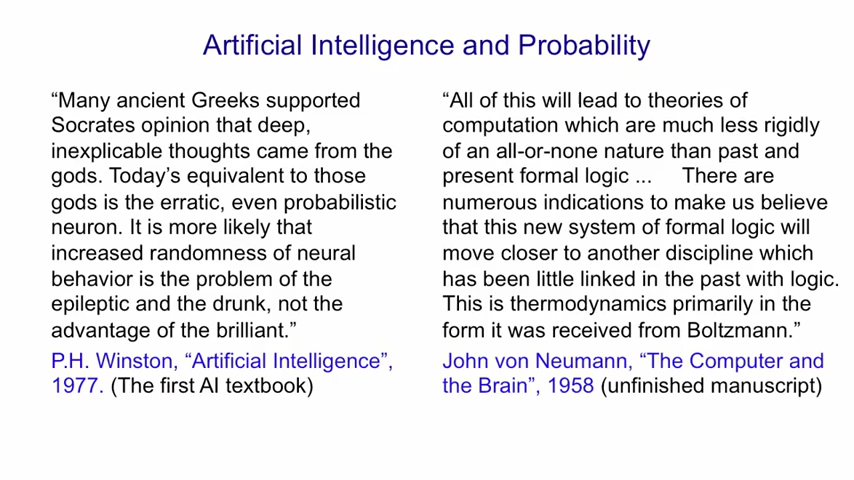 Artificial Intelligence and Probability
“Many ancient Greeks supported
Socrates opinion that deep,
inexplicable thoughts came from the
gods. Today’s equivalent to those
gods is the erratic, even probabilistic
neuron. It is more likely that
increased randomness of neural
behavior is the problem of the
epileptic and the drunk, not the
advantage of the brilliant.”
P.H. Winston, “Artificial Intelligence”,
1977. (The first AI textbook)
“All of this will lead to theories of
computation which are much less rigidly
of an all-or-none nature than past and
present formal logic ... There are
numerous indications to make us believe
that this new system of formal logic will
move closer to another discipline which
has been little linked in the past with logic.
This is thermodynamics primarily in the
form it was received from Boltzmann.”
John von Neumann, “The Computer and
the Brain”, 1958 (unfinished manuscript)